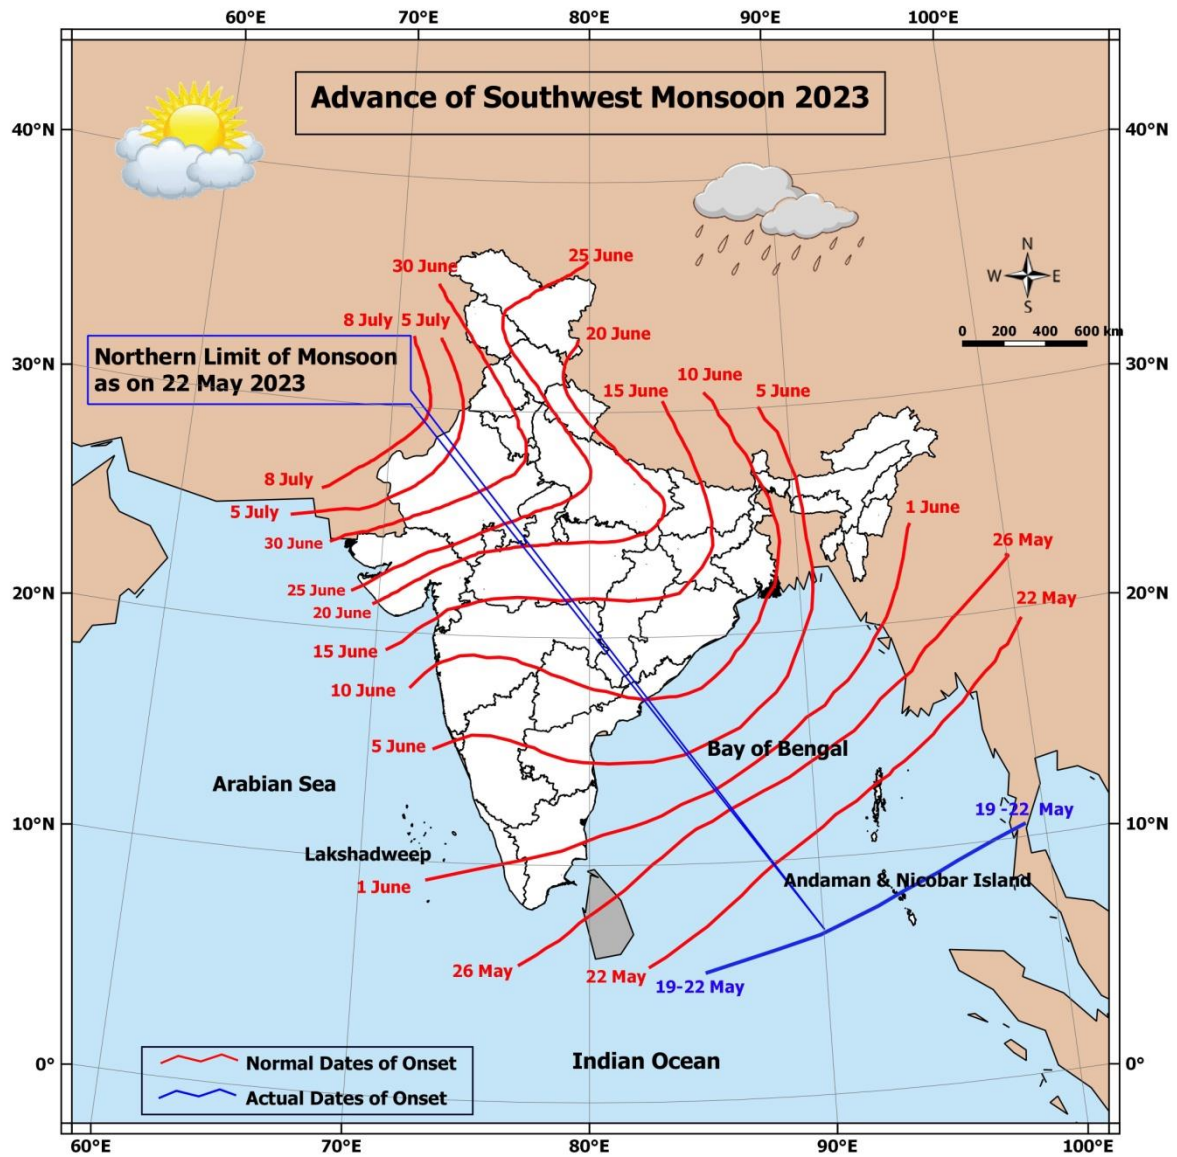 60°E 70°E 80°E 90°E 100°E
Advance of Southwest Monsoon 2023
40°N 40°N
N
W E
S
0 200 400 600 km
25 June
30 June
8 July 5 July
20 June
Northern Limit of Monsoon
as on 22 May 2023
30°N 30°N
10 June
15 June 5 June
8 July
5 July
1 June
30 June
26 May
25 June
20 June
20°N 20°N
22 May
15 June
10 June
5 June
Bay of Bengal
Arabian Sea
10°N 10°N
19 -22 May
Lakshadweep
1 June
Andaman & Nicobar Island
26 May
22 May
19-22 May
Indian Ocean
0° 0°
Normal Dates of Onset
Actual Dates of Onset
60°E 70°E 80°E 90°E 100°E